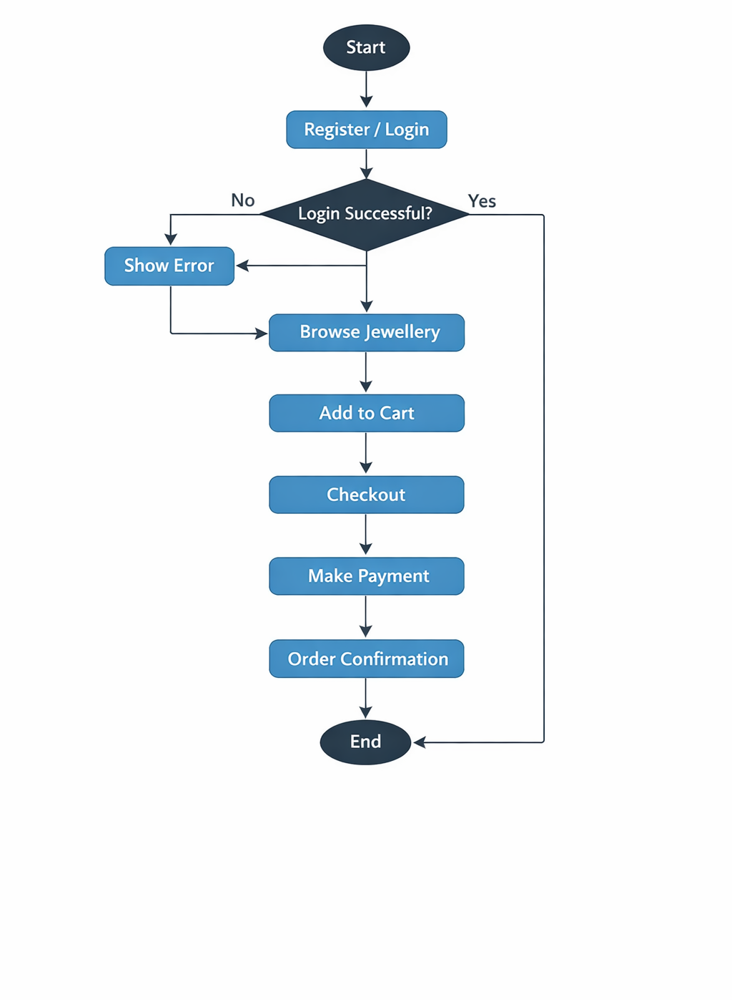 Start
Register / Login
Login Successful?
No
Yes
Show Error
Browse Jewellery
Add to Cart
Checkout
Make Payment
Order Confirmation
End